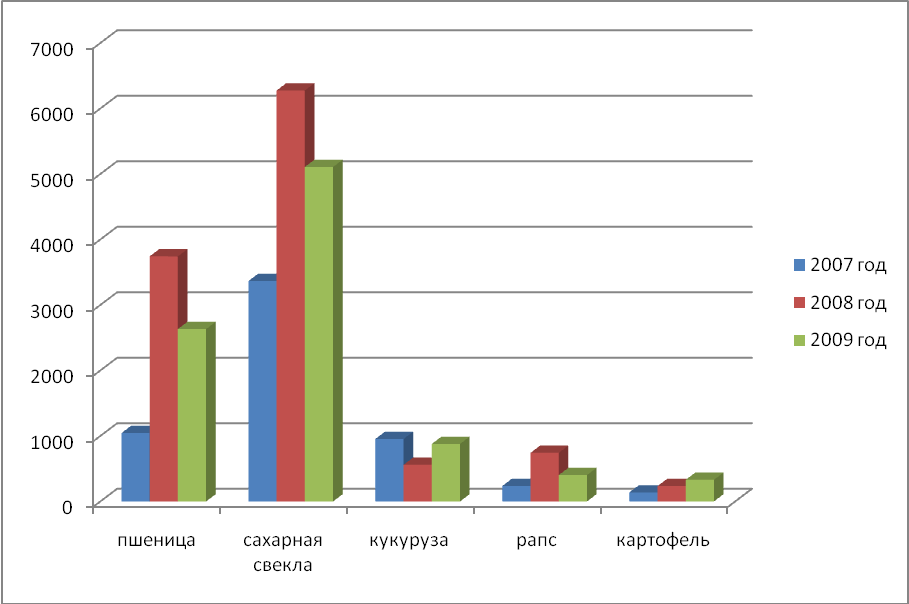 7000
6000
5000
4000
3000
2000
1000
0
пшеница
сахарная
свекла
кукуруза
рапс
картофель
2007 год
2008 год
2009 год